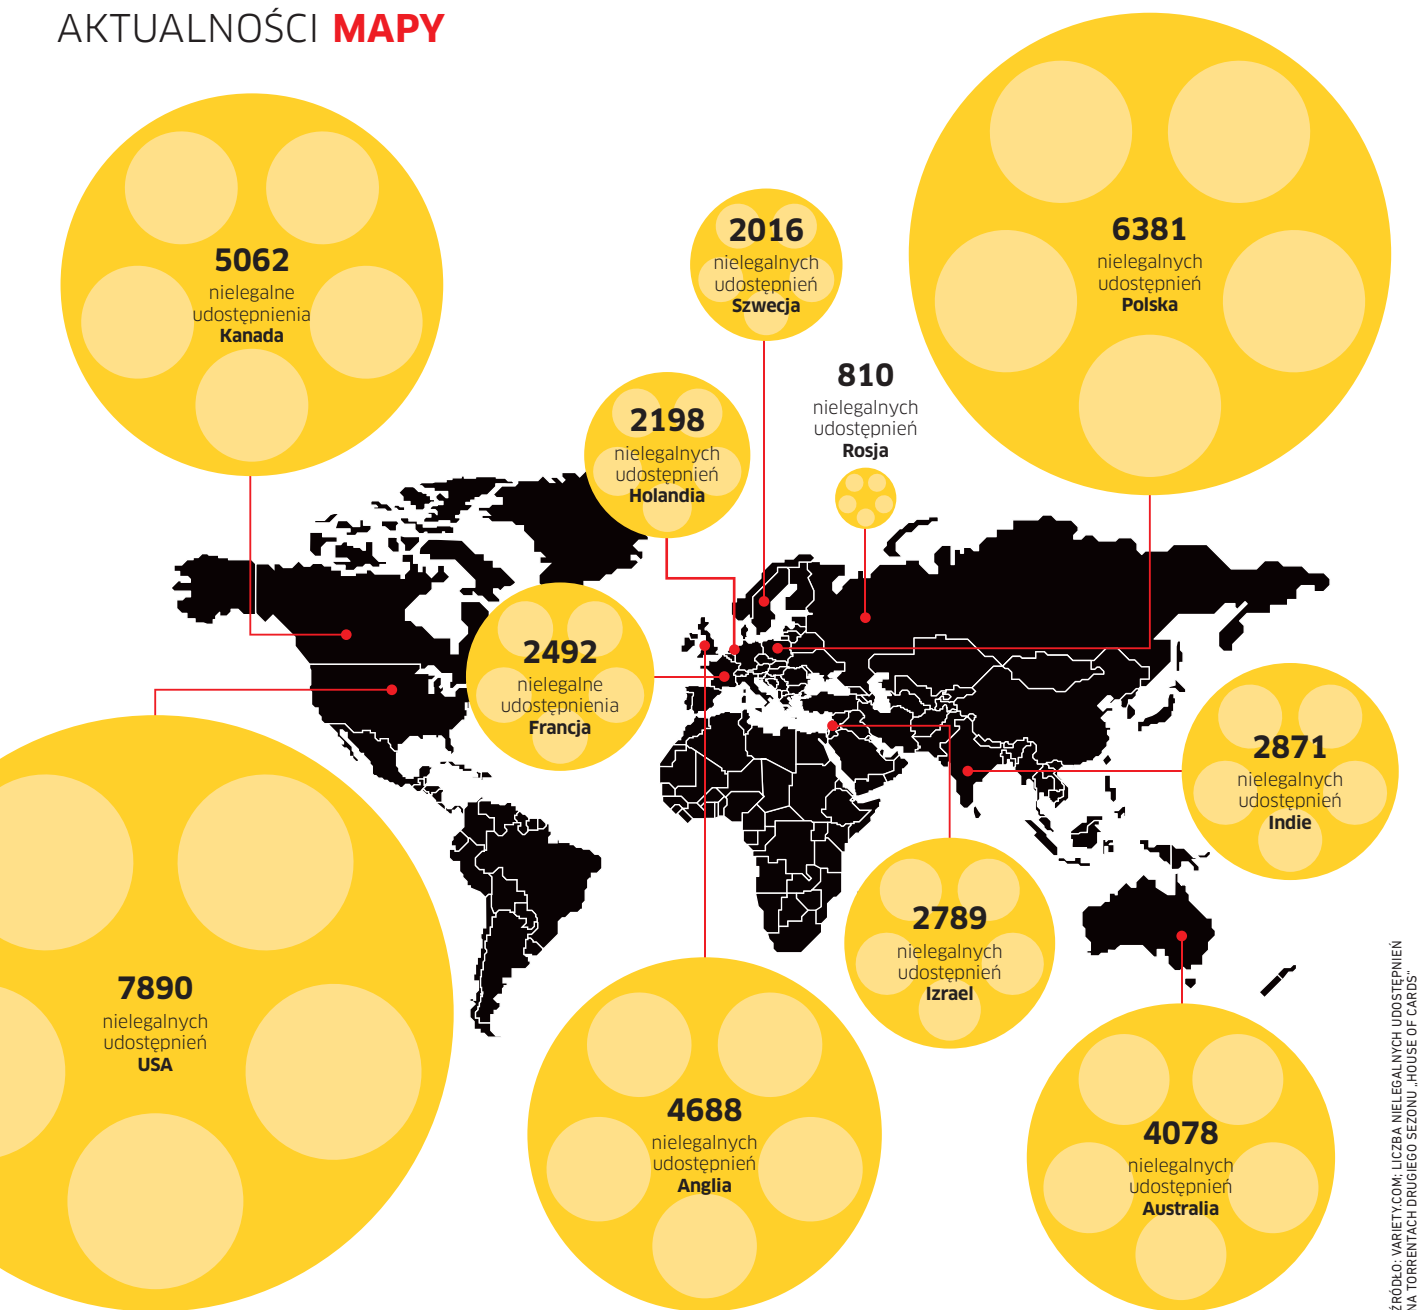 AKTUALNOŚCI MAPY
5062
nielegalne
udostępnienia
Kanada
2016
nielegalnych
udostępnień
Szwecja
6381
nielegalnych
udostępnień
Polska
2198
nielegalnych
udostępnień
Holandia
810
nielegalnych
udostępnień
Rosja
2492
nielegalne
udostępnienia
Francja
2871
nielegalnych
udostępnień
Indie
7890
nielegalnych
udostępnień
USA
4688
nielegalnych
udostępnień
Anglia
2789
nielegalnych
udostępnień
Izrael
4078
nielegalnych
udostępnień
Australia
ŹRÓDŁO: VARIETY.COM; LICZBA NIELEGALNYCH UDOSTĘPNIEŃ
NA TORRENTACH DRUGIEGO SEZONU „HOUSE OF CARDS”